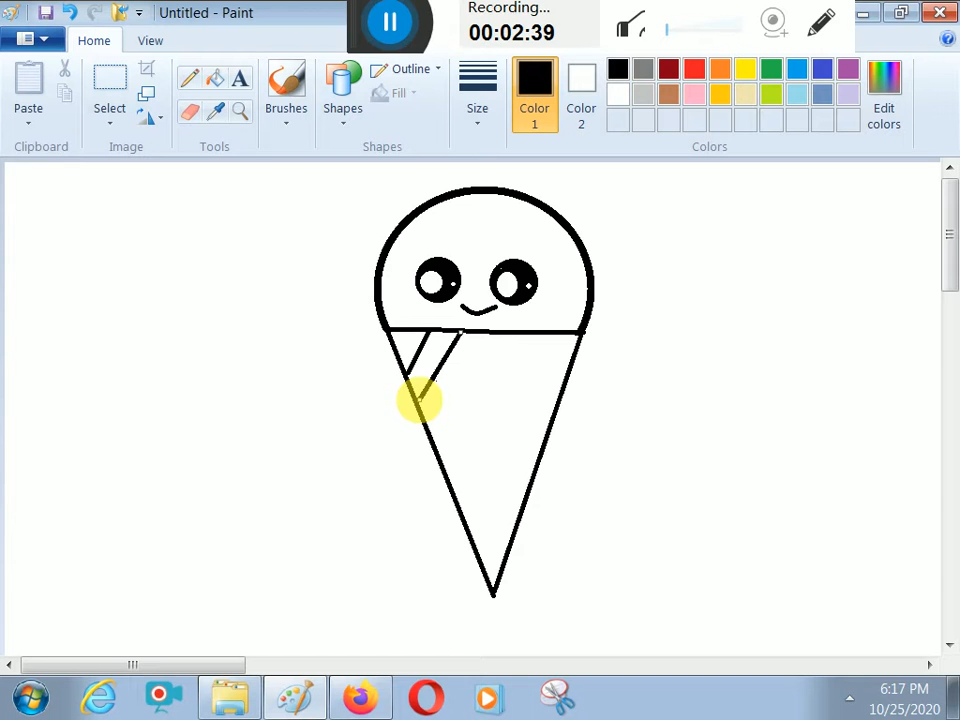 Untitled - Paint
Recording...
00:02:39
Home View
Paste
Select
Brushes
Shapes
Outline
Fill
Size
Color 1
Color 2
Edit colors
Clipboard
Image
Tools
Shapes
Colors
6:17 PM
10/25/2020